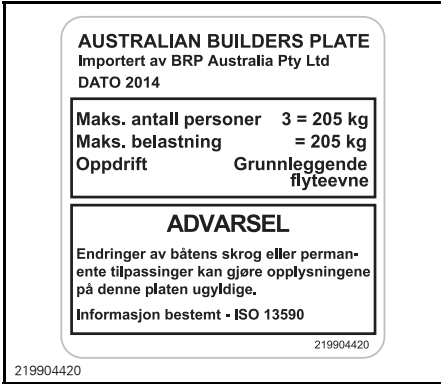 AUSTRALIAN BUILDERS PLATE
Importert av BRP Australia Pty Ltd
DATO 2014
Maks. antall personer 3 = 205 kg
Maks. belastning = 205 kg
Oppdrift Grunnleggende
flyteevne
ADVARSEL
Endringer av båtens skrog eller perman-
ente tilpassinger kan gjøre opplysningene
på denne platen ugyldige.
Informasjon bestemt - ISO 13590
219904420
219904420